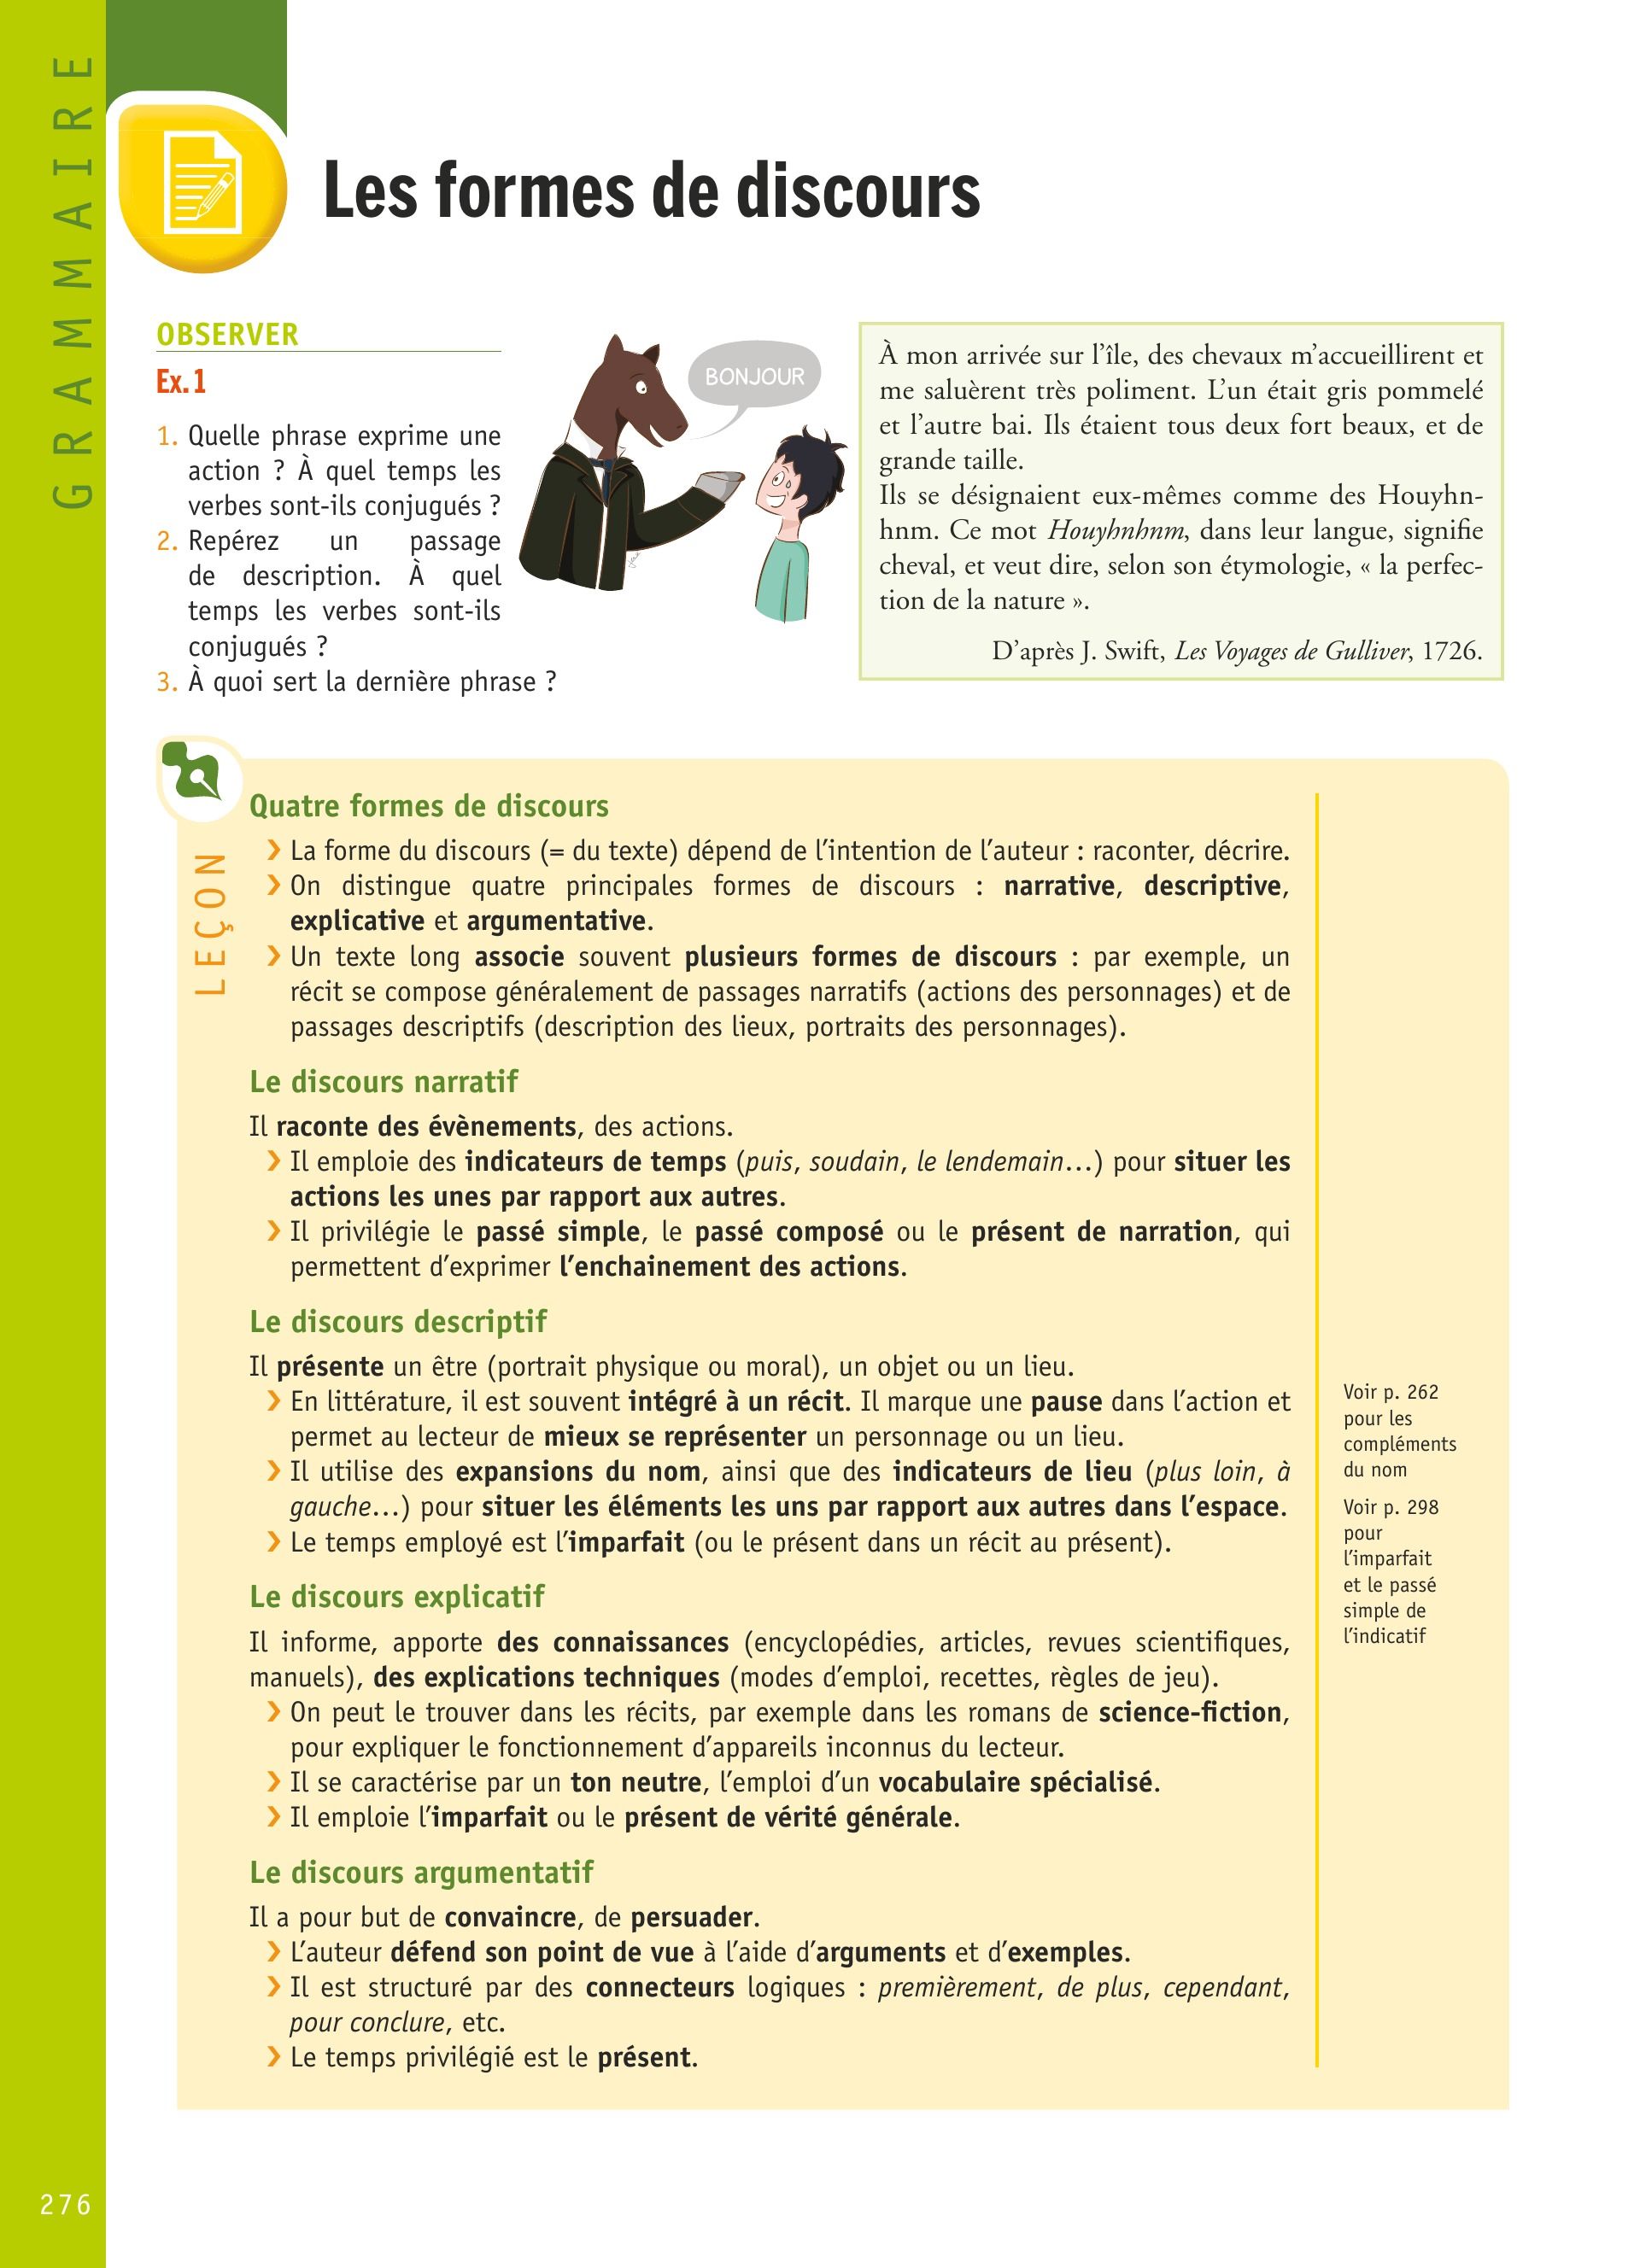 GRAMMAIRE
Les formes de discours
OBSERVER
Ex. 1
1. Quelle phrase exprime une
action ? À quel temps les
verbes sont-ils conjugués ?
2. Repérez un passage
de description. À quel
temps les verbes sont-ils
conjugués ?
3. À quoi sert la dernière phrase ?
BONJOUR
À mon arrivée sur l’île, des chevaux m’accueillirent et
me saluèrent très poliment. L’un était gris pommelé
et l’autre bai. Ils étaient tous deux fort beaux, et de
grande taille.
Ils se désignaient eux-mêmes comme des Houyhn-
hnm. Ce mot Houyhnhnm, dans leur langue, signifie
cheval, et veut dire, selon son étymologie, « la perfec-
tion de la nature ».
D’après J. Swift, Les Voyages de Gulliver, 1726.
LEÇON
Quatre formes de discours
❯ La forme du discours (= du texte) dépend de l’intention de l’auteur : raconter, décrire.
❯ On distingue quatre principales formes de discours : narrative, descriptive,
explicative et argumentative.
❯ Un texte long associe souvent plusieurs formes de discours : par exemple, un
récit se compose généralement de passages narratifs (actions des personnages) et de
passages descriptifs (description des lieux, portraits des personnages).
Le discours narratif
Il raconte des évènements, des actions.
❯ Il emploie des indicateurs de temps (puis, soudain, le lendemain…) pour situer les
actions les unes par rapport aux autres.
❯ Il privilégie le passé simple, le passé composé ou le présent de narration, qui
permettent d’exprimer l’enchainement des actions.
Le discours descriptif
Il présente un être (portrait physique ou moral), un objet ou un lieu.
❯ En littérature, il est souvent intégré à un récit. Il marque une pause dans l’action et
permet au lecteur de mieux se représenter un personnage ou un lieu.
❯ Il utilise des expansions du nom, ainsi que des indicateurs de lieu (plus loin, à
gauche…) pour situer les éléments les uns par rapport aux autres dans l’espace.
❯ Le temps employé est l’imparfait (ou le présent dans un récit au présent).
Le discours explicatif
Il informe, apporte des connaissances (encyclopédies, articles, revues scientifiques,
manuels), des explications techniques (modes d’emploi, recettes, règles de jeu).
❯ On peut le trouver dans les récits, par exemple dans les romans de science-fiction,
pour expliquer le fonctionnement d’appareils inconnus du lecteur.
❯ Il se caractérise par un ton neutre, l’emploi d’un vocabulaire spécialisé.
❯ Il emploie l’imparfait ou le présent de vérité générale.
Le discours argumentatif
Il a pour but de convaincre, de persuader.
❯ L’auteur défend son point de vue à l’aide d’arguments et d’exemples.
❯ Il est structuré par des connecteurs logiques : premièrement, de plus, cependant,
pour conclure, etc.
❯ Le temps privilégié est le présent.
Voir p. 262
pour les
compléments
du nom
Voir p. 298
pour
l’imparfait
et le passé
simple de
l’indicatif
276